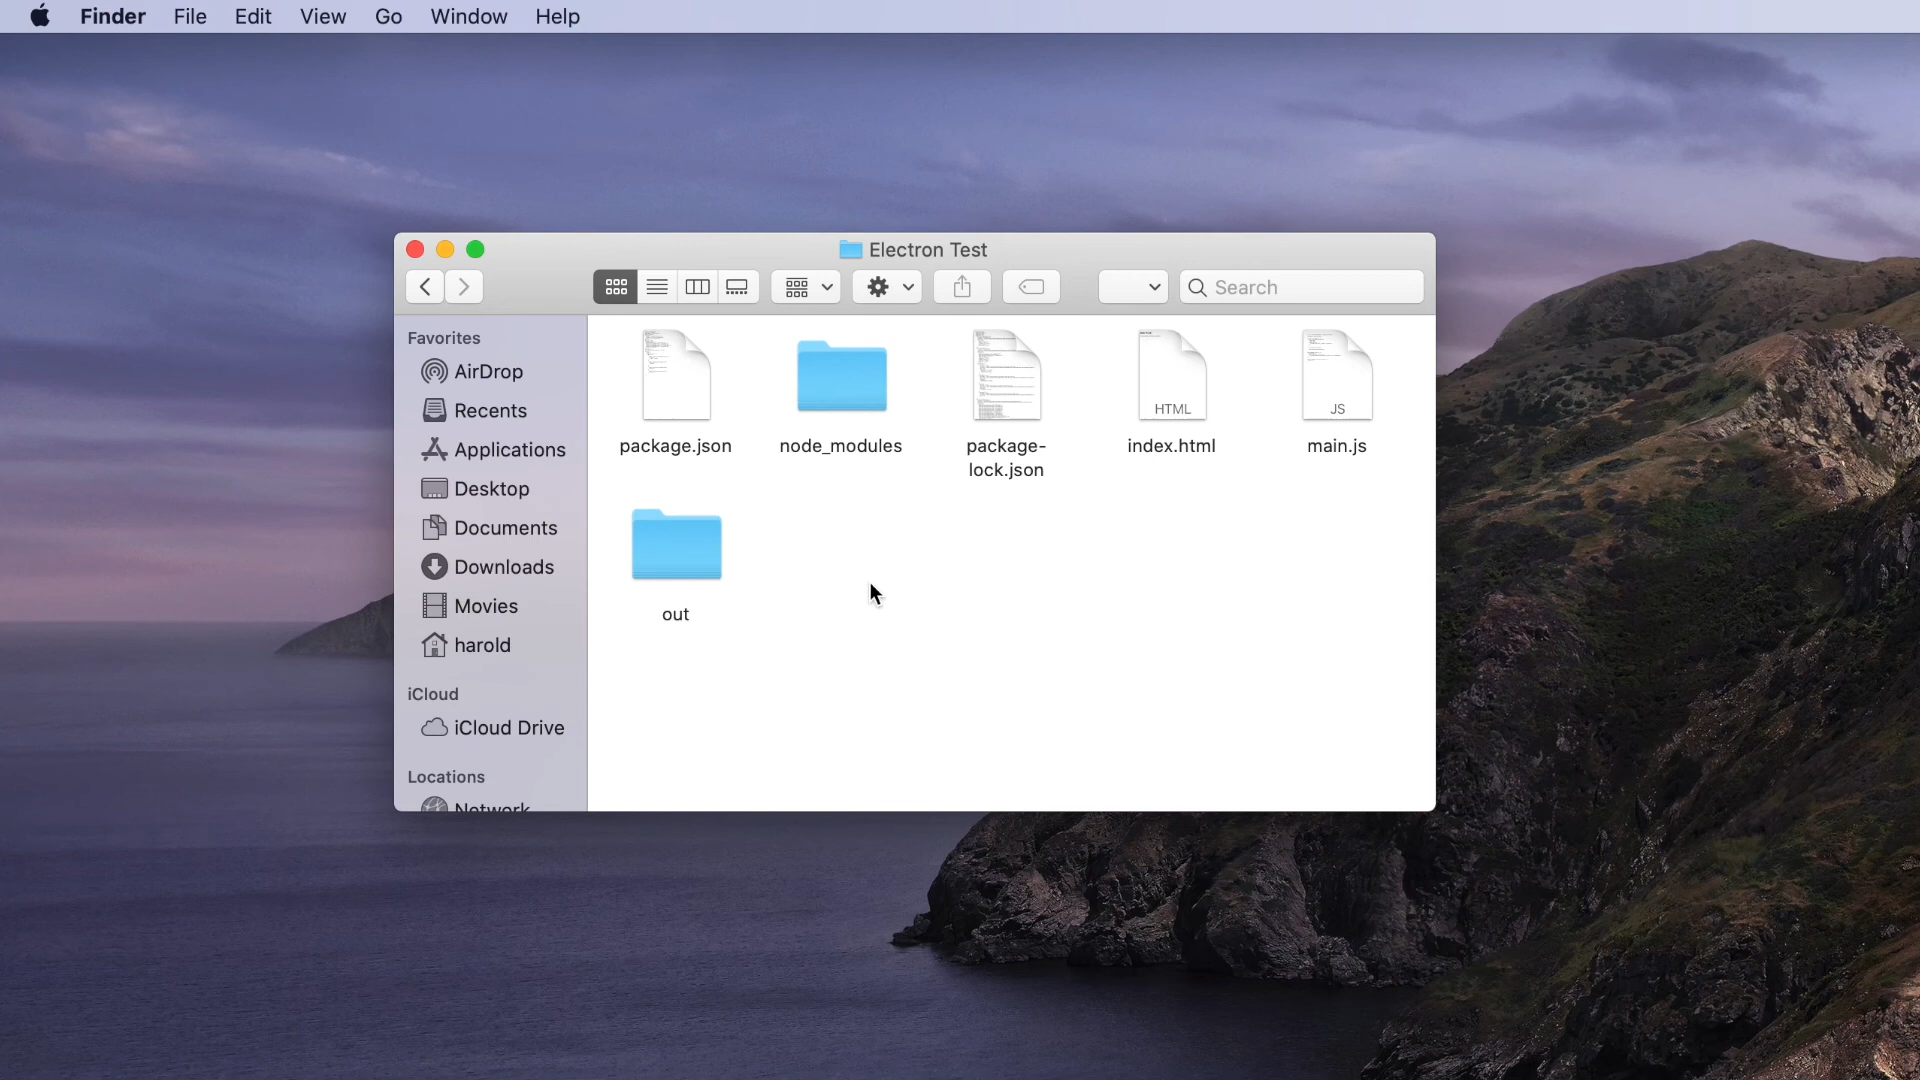 Finder File Edit View Go Window Help
Electron Test
Search
Favorites
AirDrop
Recents
Applications
Desktop
Documents
Downloads
Movies
harold
iCloud
iCloud Drive
Locations
Network
HTML
JS
package.json
node_modules
package-
lock.json
index.html
main.js
out